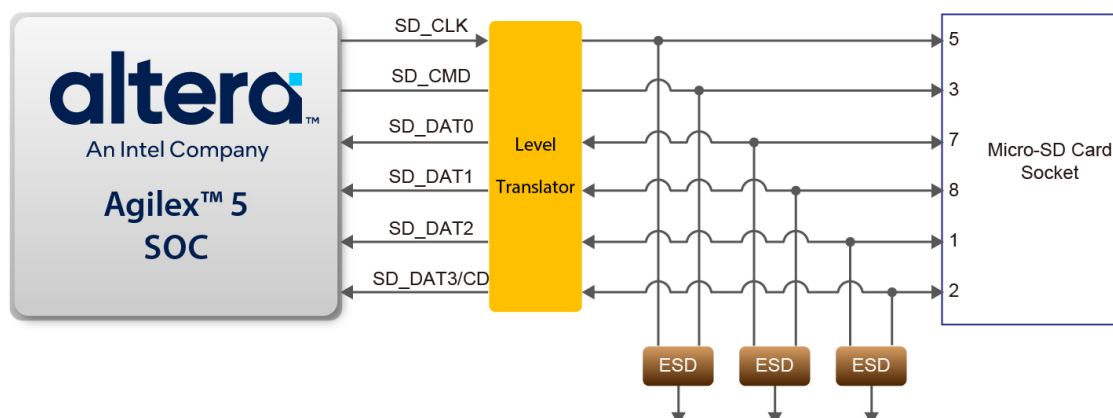 altera™
An Intel Company
Agilex™ 5
SOC
SD_CLK
SD_CMD
SD_DAT0
SD_DAT1
SD_DAT2
SD_DAT3/CD
Level
Translator
5
3
7
8
1
2
Micro-SD Card
Socket
ESD
ESD
ESD